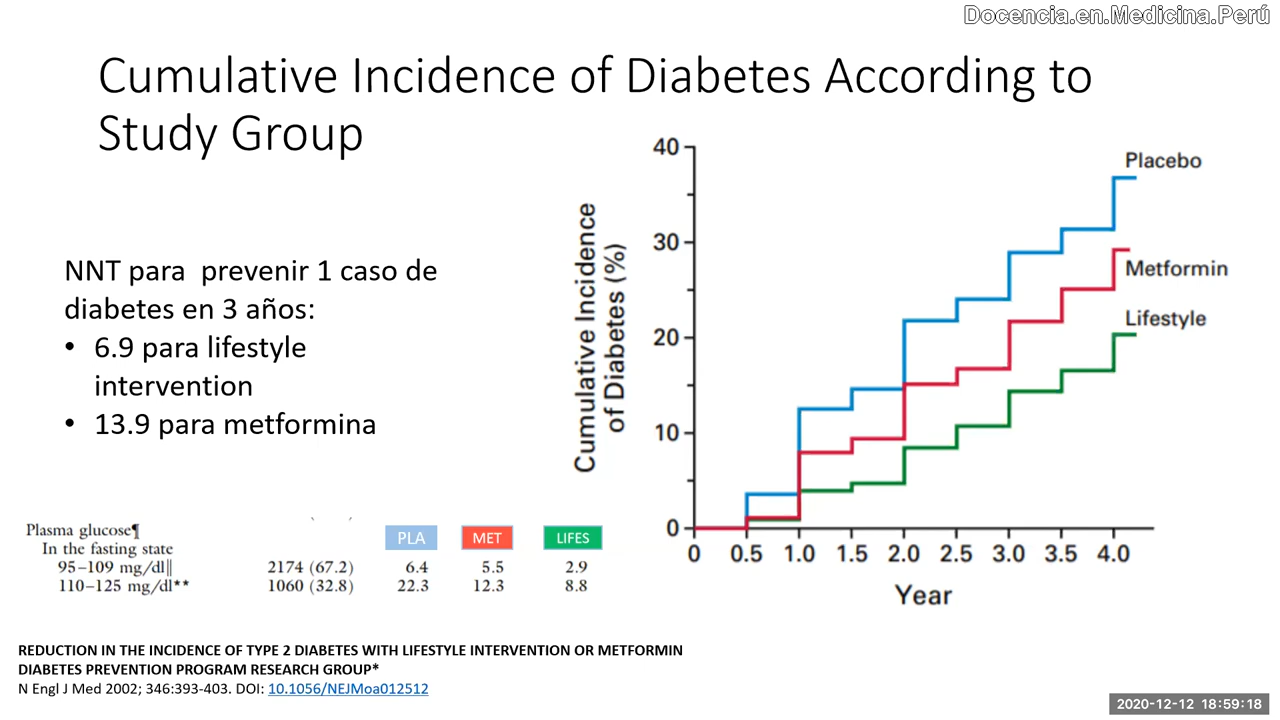 Docencia.en.Medicina.Perú
Cumulative Incidence of Diabetes According to
Study Group
NNT para prevenir 1 caso de
diabetes en 3 años:
• 6.9 para lifestyle
intervention
• 13.9 para metformina
Plasma glucose¶
In the fasting state
95–109 mg/dl‖ 2174 (67.2) 6.4 5.5 2.9
110–125 mg/dl** 1060 (32.8) 22.3 12.3 8.8
PLA MET LIFES
Cumulative Incidence
of Diabetes (%)
40
30
20
10
0
Placebo
Metformin
Lifestyle
0 0.5 1.0 1.5 2.0 2.5 3.0 3.5 4.0
Year
REDUCTION IN THE INCIDENCE OF TYPE 2 DIABETES WITH LIFESTYLE INTERVENTION OR METFORMIN
DIABETES PREVENTION PROGRAM RESEARCH GROUP*
N Engl J Med 2002; 346:393-403. DOI: 10.1056/NEJMoa012512
2020-12-12 18:59:18